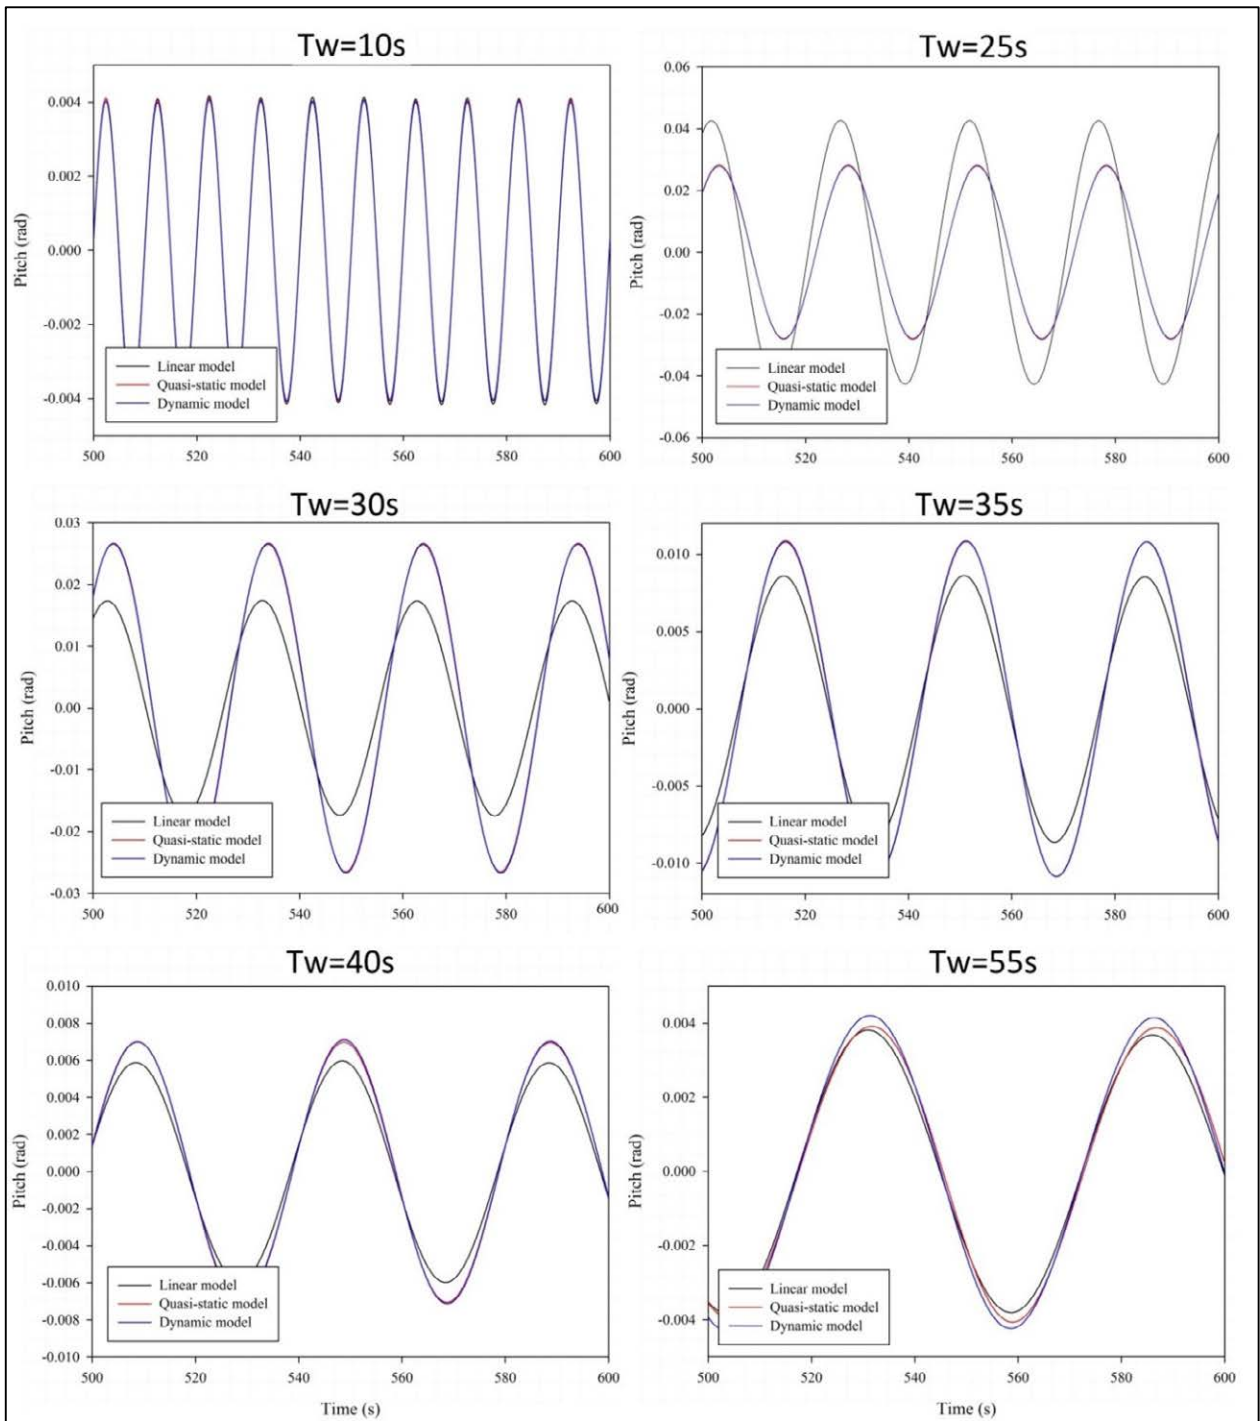 Tw=10s
Pitch (rad)
0.004
0.002
0.000
-0.002
-0.004
Linear model
Quasi-static model
Dynamic model
500 520 540 560 580 600
Tw=25s
Pitch (rad)
0.06
0.04
0.02
0.00
-0.02
-0.04
-0.06
Linear model
Quasi-static model
Dynamic model
500 520 540 560 580 600
Tw=30s
Pitch (rad)
0.03
0.02
0.01
0.00
-0.01
-0.02
-0.03
Linear model
Quasi-static model
Dynamic model
500 520 540 560 580 600
Tw=35s
Pitch (rad)
0.010
0.005
0.000
-0.005
-0.010
Linear model
Quasi-static model
Dynamic model
500 520 540 560 580 600
Tw=40s
Pitch (rad)
0.010
0.008
0.006
0.004
0.002
0.000
-0.002
-0.004
-0.006
-0.008
-0.010
Linear model
Quasi-static model
Dynamic model
500 520 540 560 580 600
Time (s)
Tw=55s
Pitch (rad)
0.004
0.002
0.000
-0.002
-0.004
Linear model
Quasi-static model
Dynamic model
500 520 540 560 580 600
Time (s)